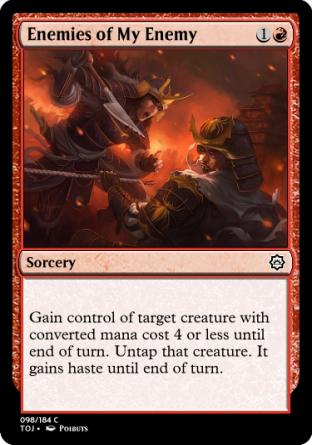 Enemies of My Enemy 1
Sorcery
Gain control of target creature with
converted mana cost 4 or less until
end of turn. Untap that creature. It
gains haste until end of turn.
098/184 C
TOJ • Poibuts